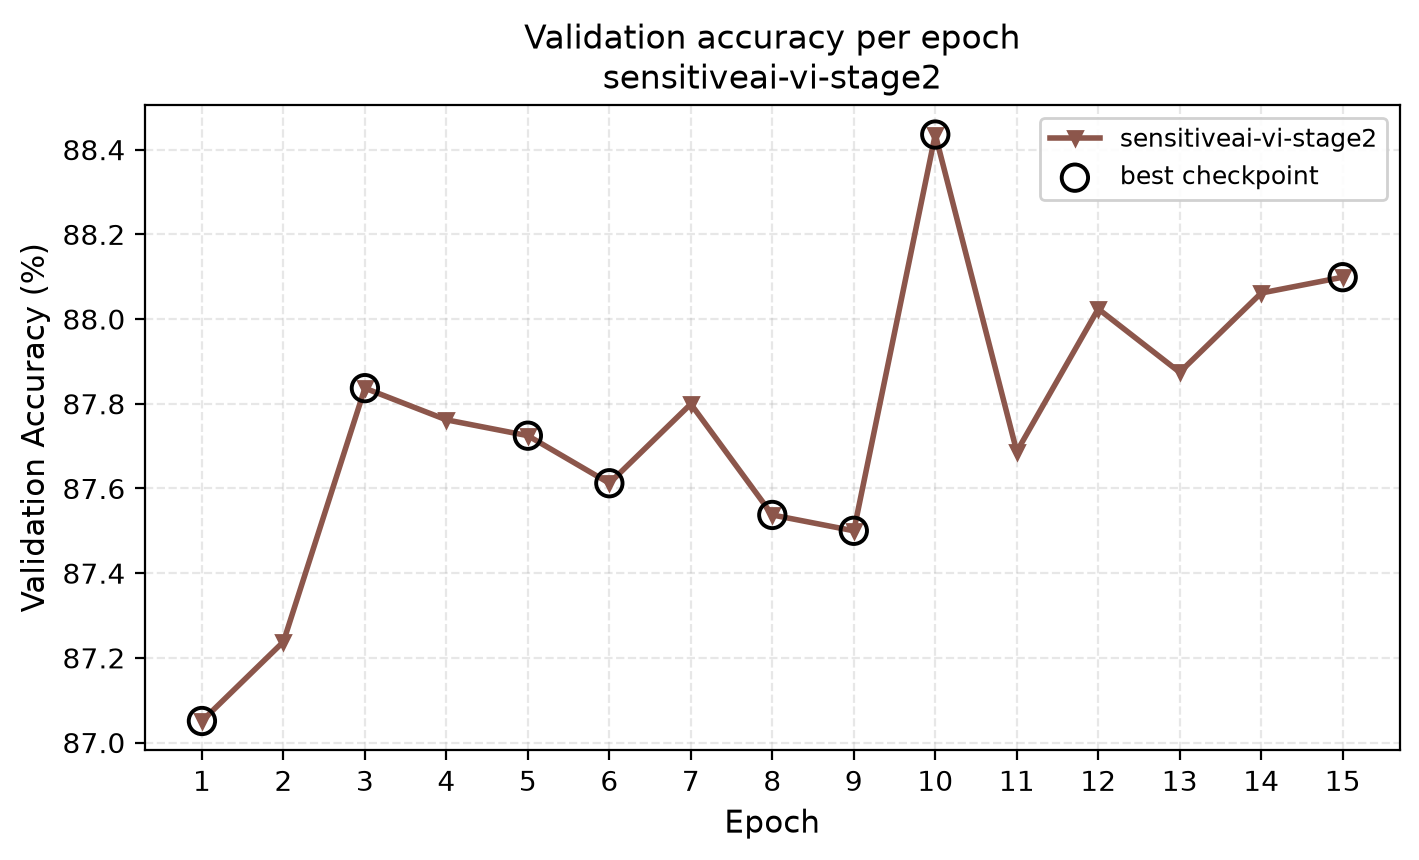 Validation accuracy per epoch
sensitiveai-vi-stage2
sensitiveai-vi-stage2
best checkpoint
Validation Accuracy (%)
88.4
88.2
88.0
87.8
87.6
87.4
87.2
87.0
1 2 3 4 5 6 7 8 9 10 11 12 13 14 15
Epoch